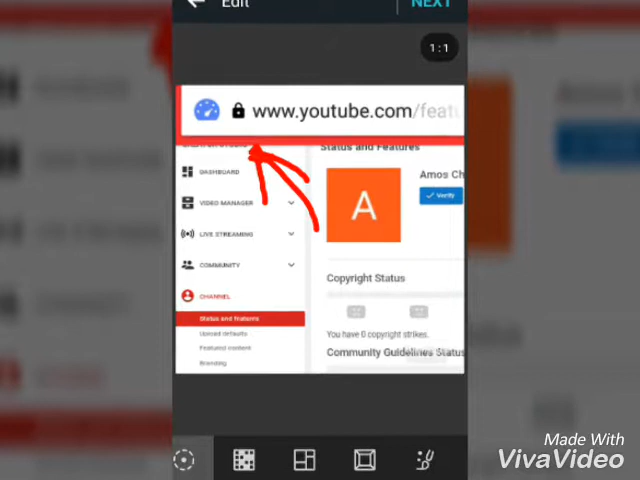 Edit
NEXT
1:1
www.youtube.com/featu
Status and Features
DASHBOARD
Amos Ch
Verify
VIDEO MANAGER
A
LIVE STREAMING
COMMUNITY
Copyright Status
CHANNEL
Status and features
You have 0 copyright strikes.
Upload defaults
Featured content
Community Guidelines Status
Branding
Made With
VivaVideo